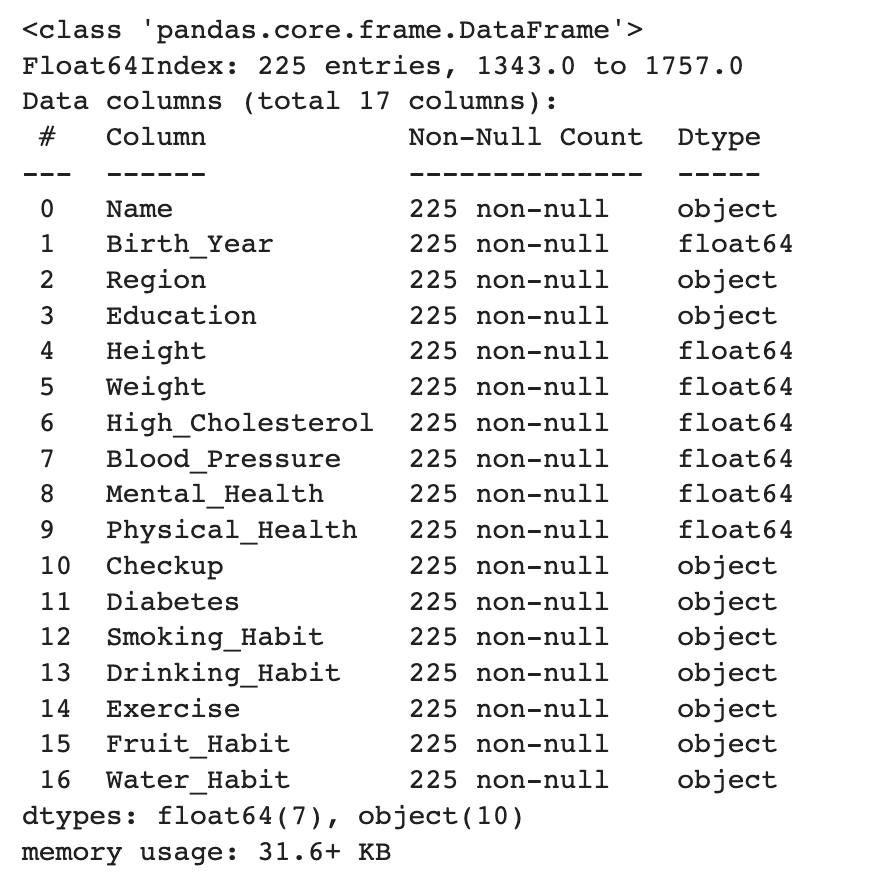 <class 'pandas.core.frame.DataFrame'>
Float64Index: 225 entries, 1343.0 to 1757.0
Data columns (total 17 columns):
 #   Column            Non-Null Count  Dtype
---  ------            --------------  -----
 0   Name              225 non-null    object
 1   Birth_Year        225 non-null    float64
 2   Region            225 non-null    object
 3   Education         225 non-null    object
 4   Height            225 non-null    float64
 5   Weight            225 non-null    float64
 6   High_Cholesterol  225 non-null    float64
 7   Blood_Pressure    225 non-null    float64
 8   Mental_Health     225 non-null    float64
 9   Physical_Health   225 non-null    float64
 10  Checkup           225 non-null    object
 11  Diabetes          225 non-null    object
 12  Smoking_Habit     225 non-null    object
 13  Drinking_Habit    225 non-null    object
 14  Exercise          225 non-null    object
 15  Fruit_Habit       225 non-null    object
 16  Water_Habit       225 non-null    object
dtypes: float64(7), object(10)
memory usage: 31.6+ KB